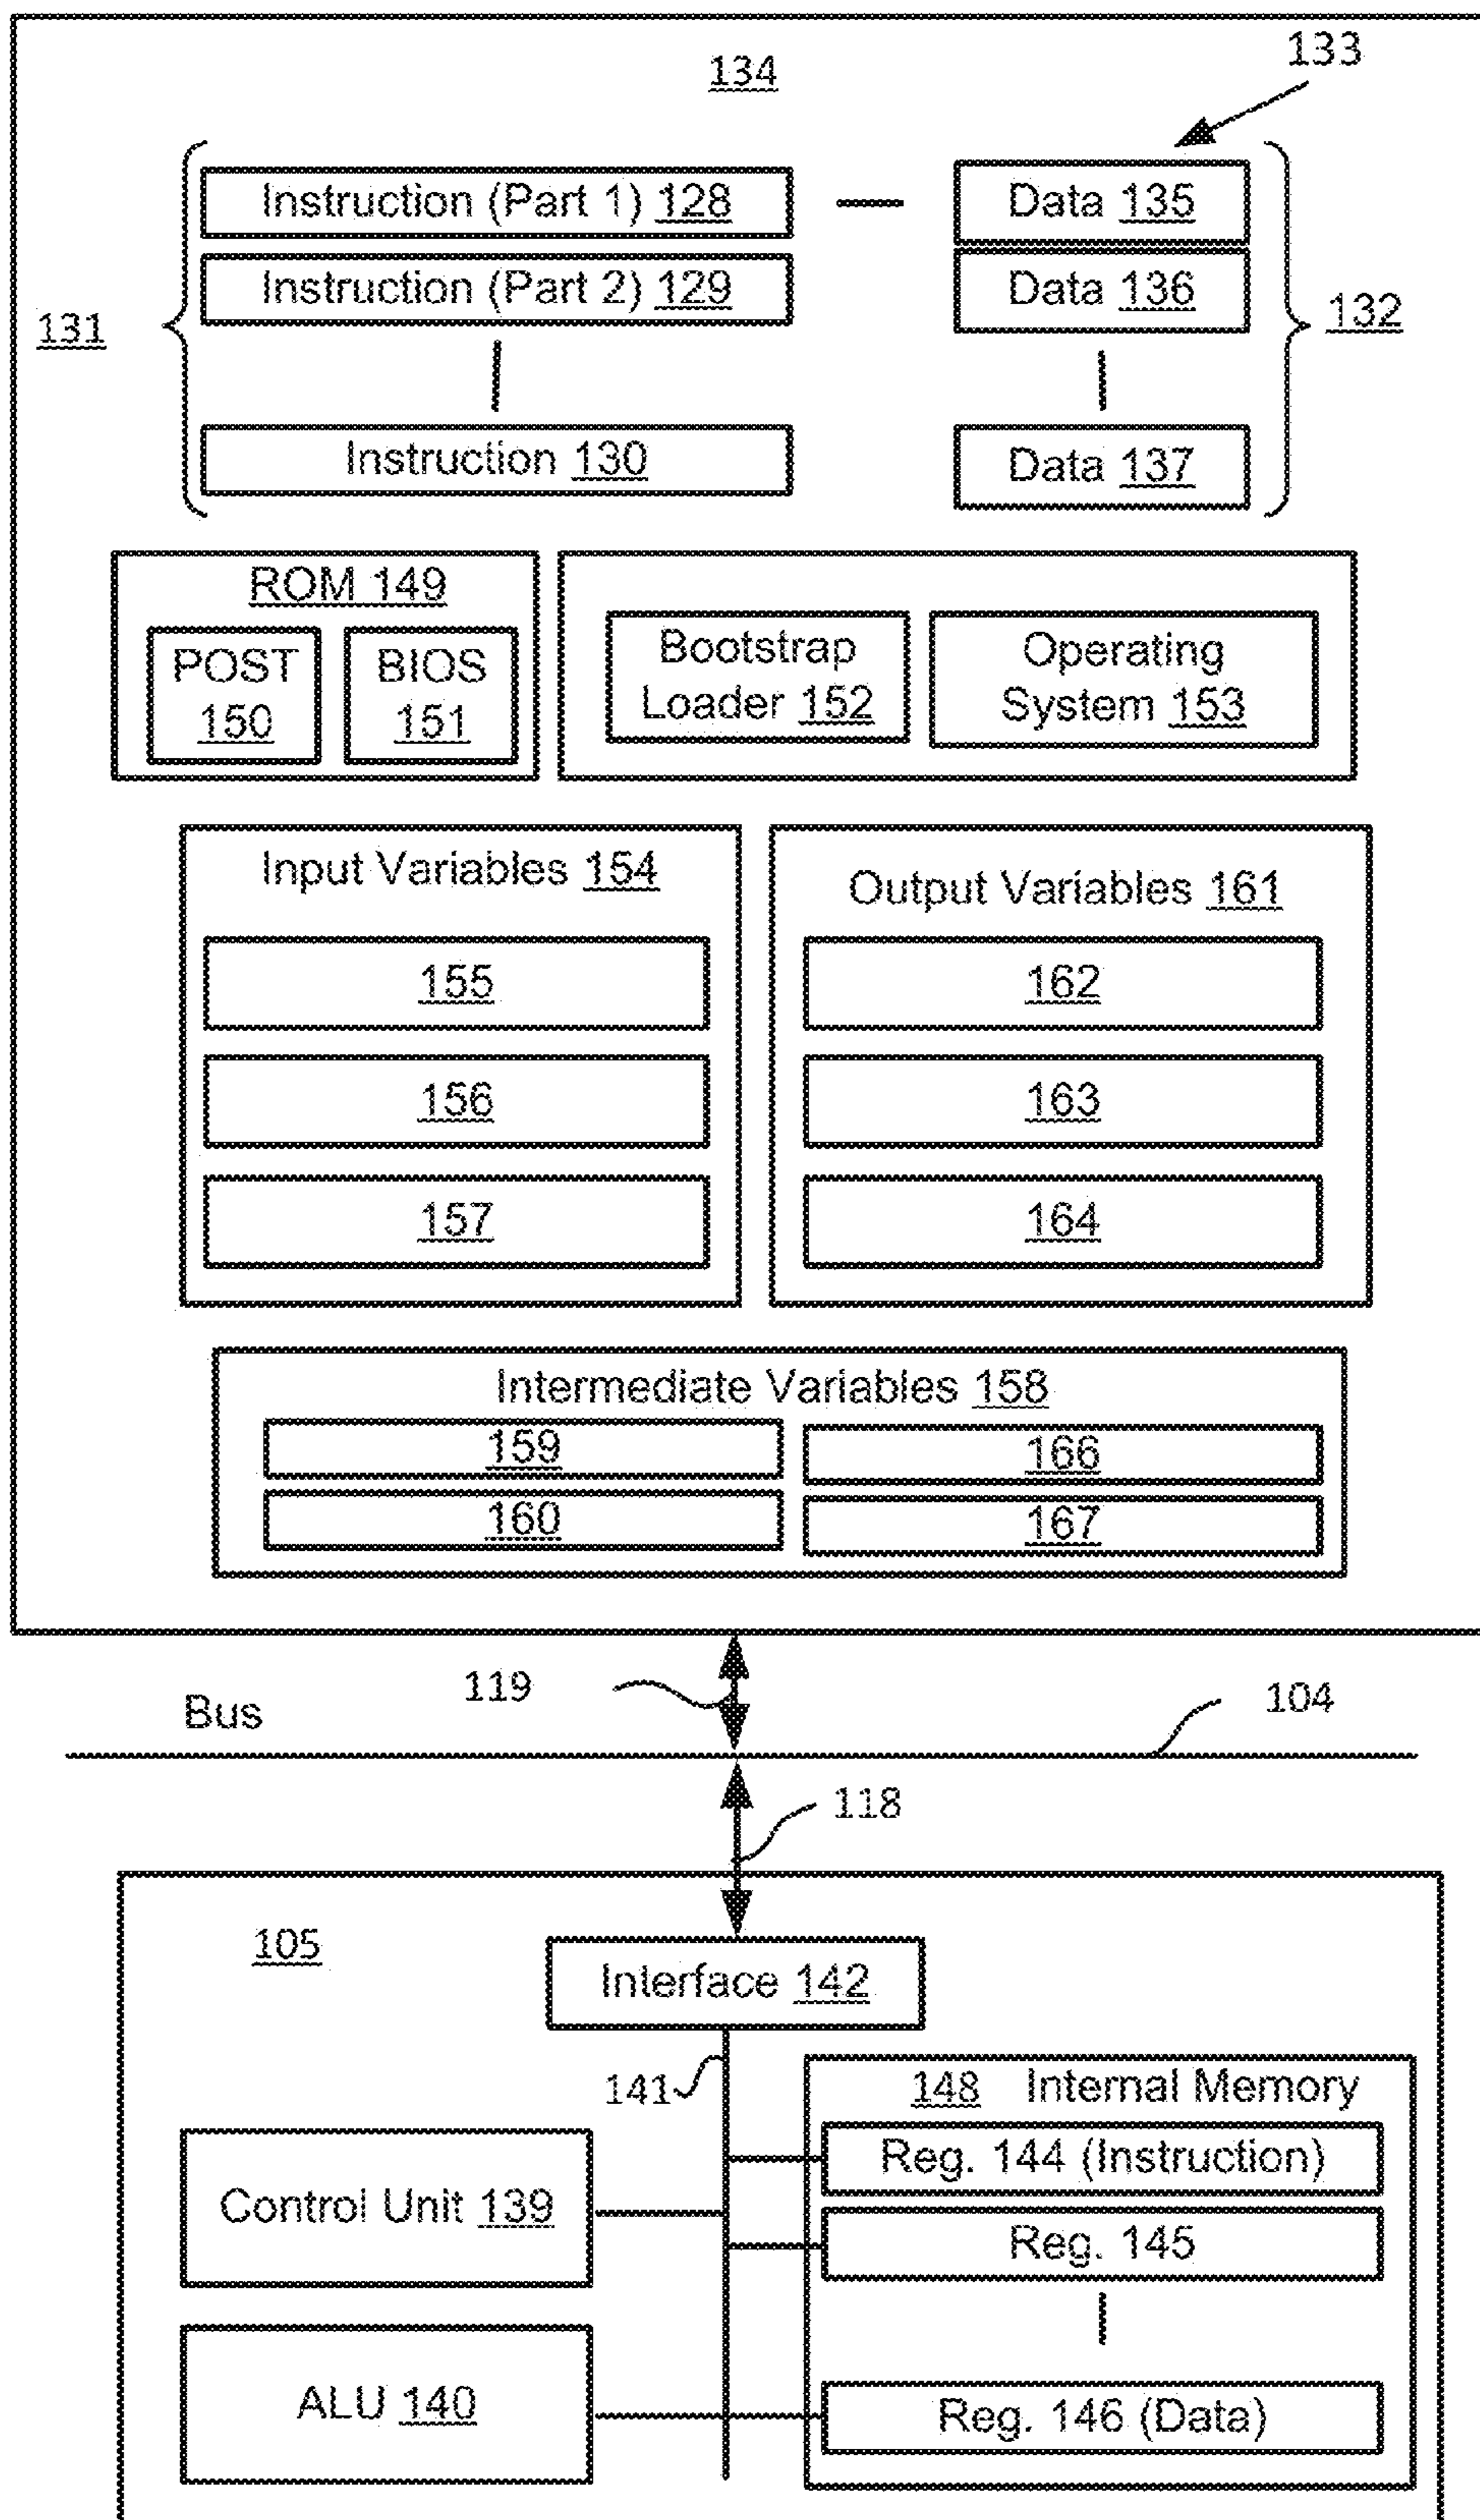 134
133
Instruction (Part 1) 128
Data 135
Instruction (Part 2) 129
Data 136
131
132
Instruction 130
Data 137
ROM 149
POST
150
BIOS
151
Bootstrap
Loader 152
Operating
System 153
Input Variables 154
155
156
157
Output Variables 161
162
163
164
Intermediate Variables 158
159
166
160
167
119
Bus
104
118
105
Interface 142
141
148 Internal Memory
Reg. 144 (Instruction)
Control Unit 139
Reg. 145
ALU 140
Reg. 146 (Data)